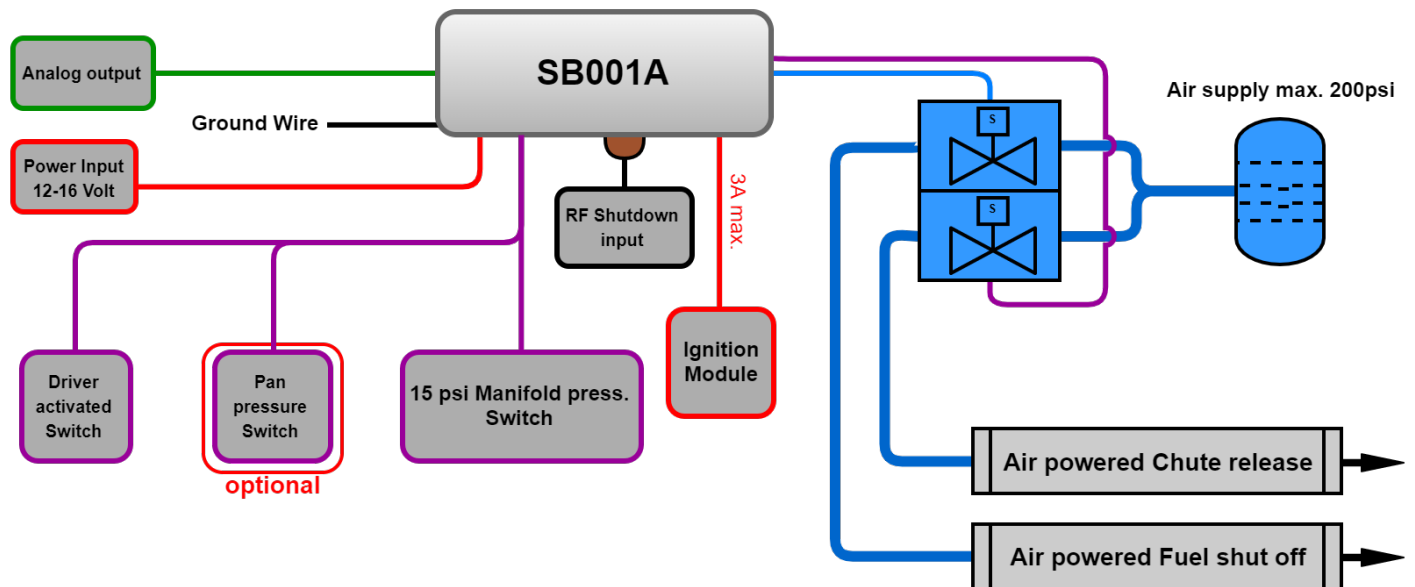 Analog output
SB001A
Ground Wire
Power Input
12-16 Volt
RF Shutdown
input
3A max.
S
S
Air supply max. 200psi
Driver
activated
Switch
Pan
pressure
Switch
optional
15 psi Manifold press.
Switch
Ignition
Module
Air powered Chute release
Air powered Fuel shut off